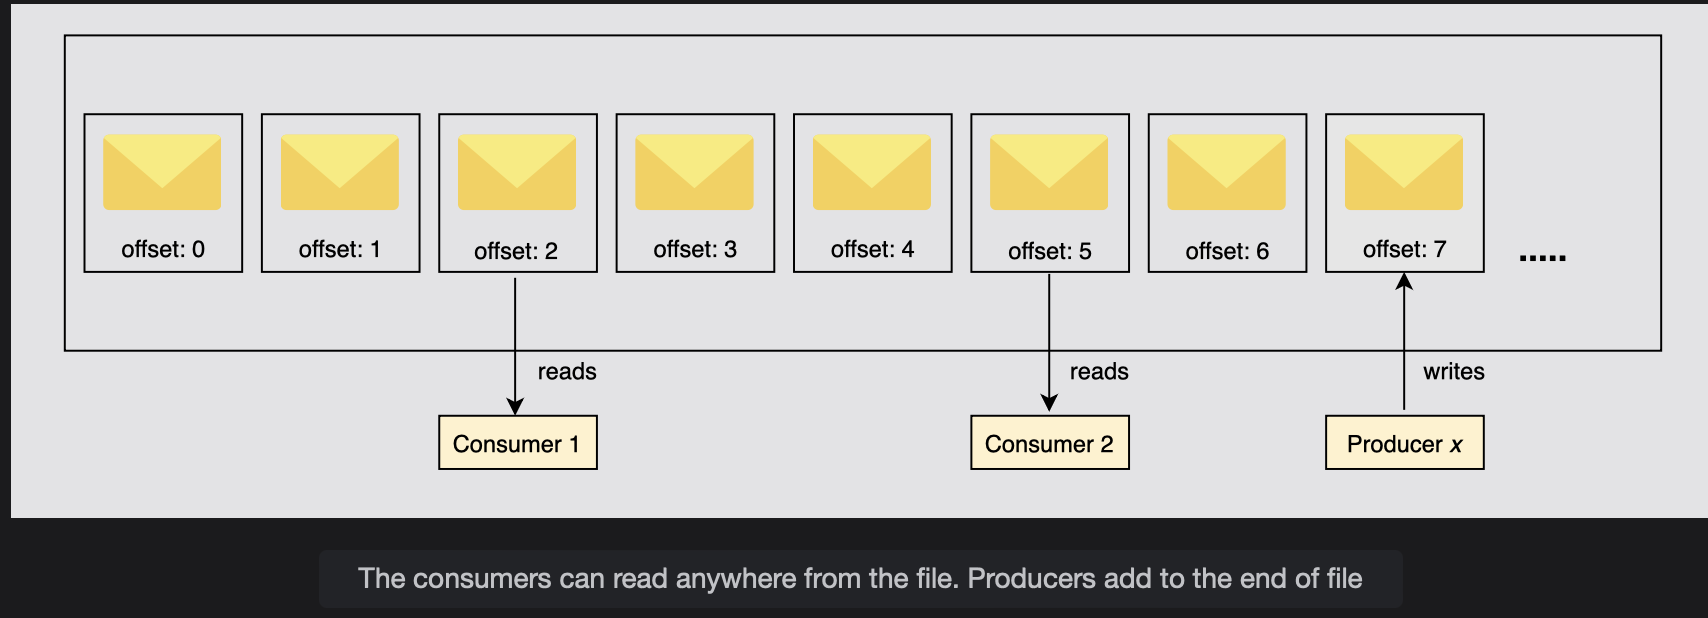 offset: 0
offset: 1
offset: 2
offset: 3
offset: 4
offset: 5
offset: 6
offset: 7
.....
reads
reads
writes
Consumer 1
Consumer 2
Producer x
The consumers can read anywhere from the file. Producers add to the end of file